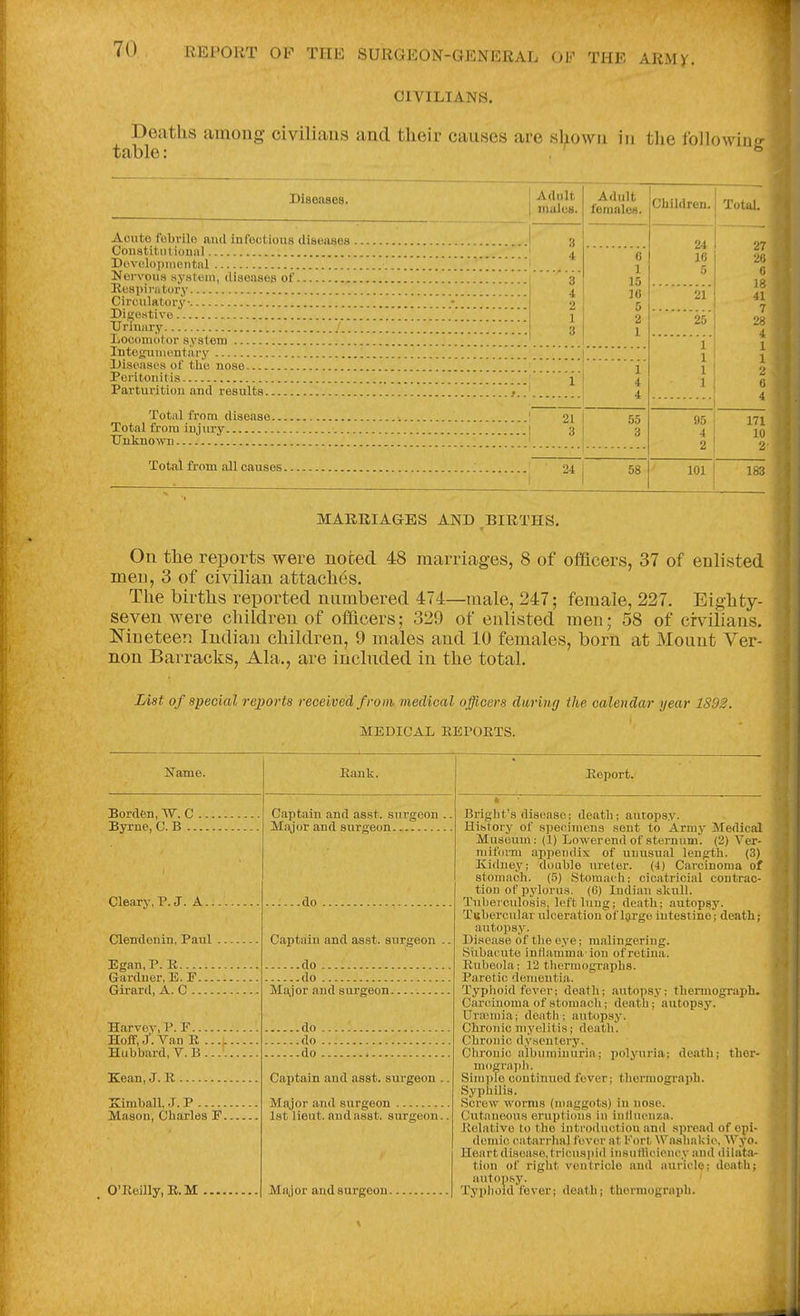 70 REPORT OF THE SURGEON-GENERAL OF THE ARMY.
CIVILIANS.
Deaths among civilians and their causes are shown in the following
table:
Diseases. Adult males. Adult females. Children. Total.
Acute febrile and infectious diseases 3 24 27
Constitutional 4 6 16 26
Developmental 1 5 6
Nervous system, diseases of 3 15 18
Respiratory 4 16 21 41
Circulatory 2 5 7
Digestive 1 2 25 28
Urinary 3 1 4
Locomotor system 1 1
Integumentary 1 1
Diseases of the nose 1 1 2
Peritonitis 1 4 1 6
Parturition and results 4 4
Total from disease 21 55 95 171
Total from injury 3 3 4 10
Unknown 2 2
Total from all causes 24 58 101 183
MARRIAGES AND BIRTHS.
On the reports were noted 48 marriages, 8 of officers, 37 of enlisted
men, 3 of civilian attachés.
The births reported numbered 474—male, 247; female, 227. Eighty-
seven were children of officers; 329 of enlisted men; 58 of civilians.
Nineteen Indian children, 9 males and 10 females, born at Mount Ver-
non Barracks, Ala., are included in the total.
List of special reports received from medical officers during the calendar year 1892.
MEDICAL REPORTS.
Name. Rank. Report.
Borden, W. C Captain and asst. surgeon .. Bright's disease; death; autopsy.
Byrne, C. B Major and surgeon History of specimens sent to Army Medical
Museum: (1) Lower end of sternum. (2) Ver-
miform appendix of unusual length. (3)
Kidney; double ureter. (4) Carcinoma of
stomach. (5) Stomach; cicatricial contrac-
tion of pylorus. (6) Indian skull.
Cleary, P. J. A do Tuberculosis, left lung; death; autopsy.
Tubercular ulceration of large intestine; death;
autopsy.
Clendenin, Paul Captain and asst. surgeon .. Disease of the eye; malingering.
Subacute inflammation of retina.
Egan, P. R do Rubeola; 12 thermographs.
Gardner, E. F do Paretic dementia.
Girard, A. C Major and surgeon Typhoid fever; death; autopsy; thermograph.
Carcinoma of stomach; death; autopsy.
Uræmia; death; autopsy.
Harvey, P. F do Chronic myelitis; death.
Hoff, J. Van R do Chronic dysentery.
Hubbard, V. B do Chronic albuminuria; polyuria; death; ther-
mograph.
Kean, J. R Captain and asst. surgeon .. Simple continued fever; thermograph.
Syphilis.
Kimball, J. P Major and surgeon Screw worms (maggots) in nose.
Mason, Charles F 1st lieut. and asst. surgeon.. Cutaneous eruptions in influenza.
Relative to the introduction and spread of epi-
demic catarrhal fever at Fort Washakie, Wyo.
Heart disease, tricuspid insufficiency and dilata-
tion of right ventricle and auricle; death;
autopsy.
O'Reilly, R. M Major and surgeon Typhoid fever; death; thermograph.